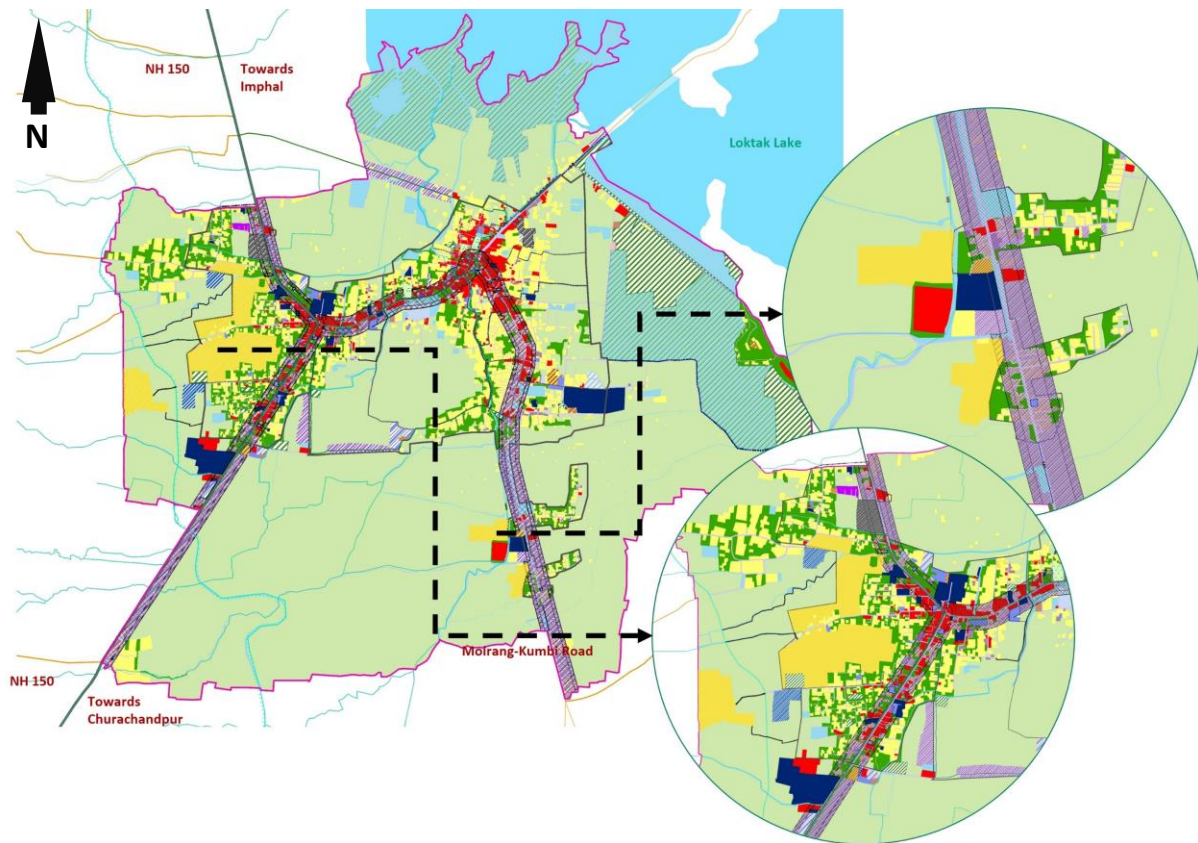 NH 150
Towards
Imphal
N
Loktak Lake
Moirang-Kumbi Road
NH 150
Towards
Churachandpur